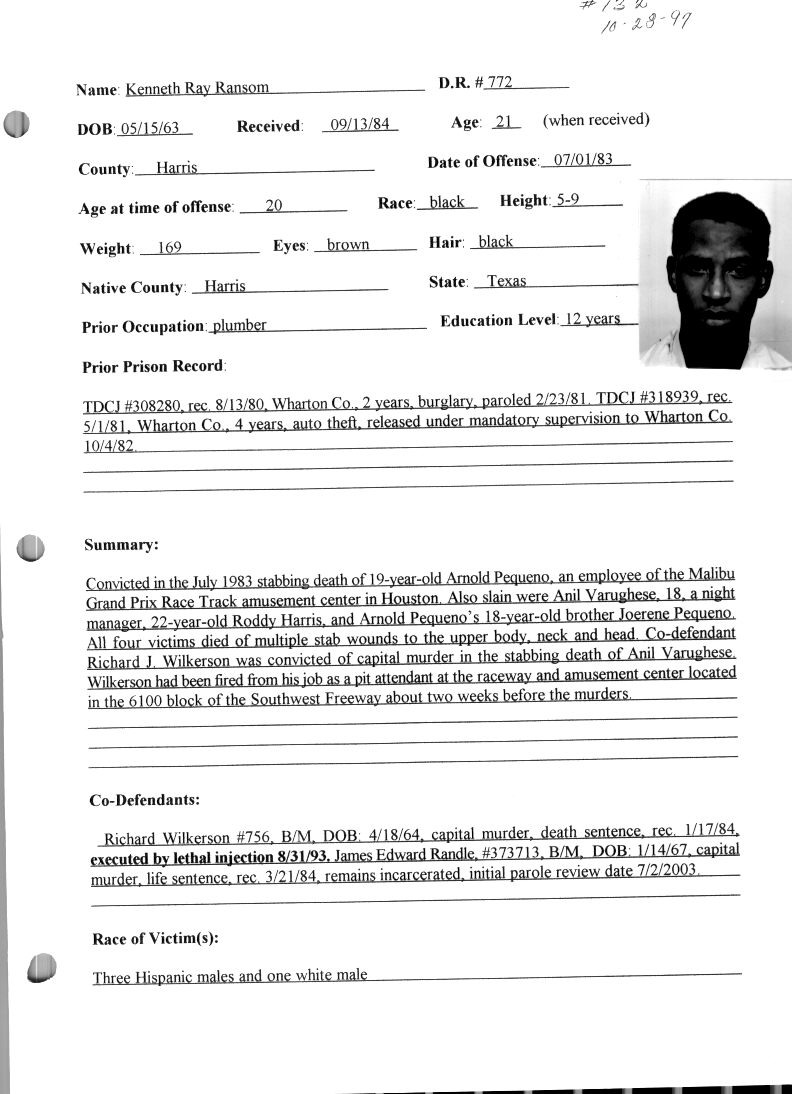 #132
10-28-97
Name: Kenneth Ray Ransom D.R. # 772
DOB: 05/15/63 Received: 09/13/84 Age: 21 (when received)
County: Harris Date of Offense: 07/01/83
Age at time of offense: 20 Race: black Height: 5-9
Weight: 169 Eyes: brown Hair: black
Native County: Harris State: Texas
Prior Occupation: plumber Education Level: 12 years
Prior Prison Record:
TDCJ #308280, rec. 8/13/80, Wharton Co., 2 years, burglary, paroled 2/23/81. TDCJ #318939, rec.
5/1/81, Wharton Co., 4 years, auto theft, released under mandatory supervision to Wharton Co.
10/4/82.
Summary:
Convicted in the July 1983 stabbing death of 19-year-old Arnold Pequeno, an employee of the Malibu
Grand Prix Race Track amusement center in Houston. Also slain were Anil Varughese, 18, a night
manager, 22-year-old Roddy Harris, and Arnold Pequeno's 18-year-old brother Joerene Pequeno.
All four victims died of multiple stab wounds to the upper body, neck and head. Co-defendant
Richard J. Wilkerson was convicted of capital murder in the stabbing death of Anil Varughese.
Wilkerson had been fired from his job as a pit attendant at the raceway and amusement center located
in the 6100 block of the Southwest Freeway about two weeks before the murders.
Co-Defendants:
Richard Wilkerson #756, B/M, DOB: 4/18/64, capital murder, death sentence, rec. 1/17/84,
executed by lethal injection 8/31/93. James Edward Randle, #373713, B/M, DOB: 1/14/67, capital
murder, life sentence, rec. 3/21/84, remains incarcerated, initial parole review date 7/2/2003.
Race of Victim(s):
Three Hispanic males and one white male